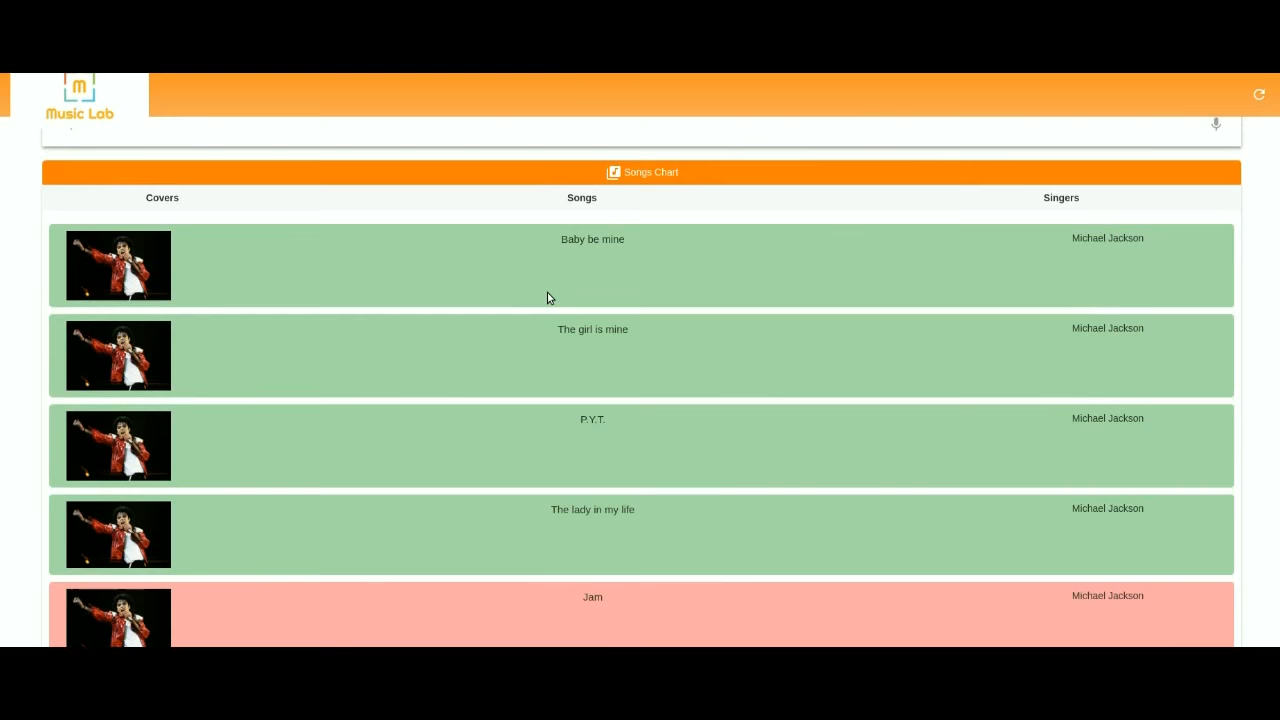 m
Music Lab
Songs Chart
Covers Songs Singers
Baby be mine Michael Jackson
The girl is mine Michael Jackson
P.Y.T. Michael Jackson
The lady in my life Michael Jackson
Jam Michael Jackson